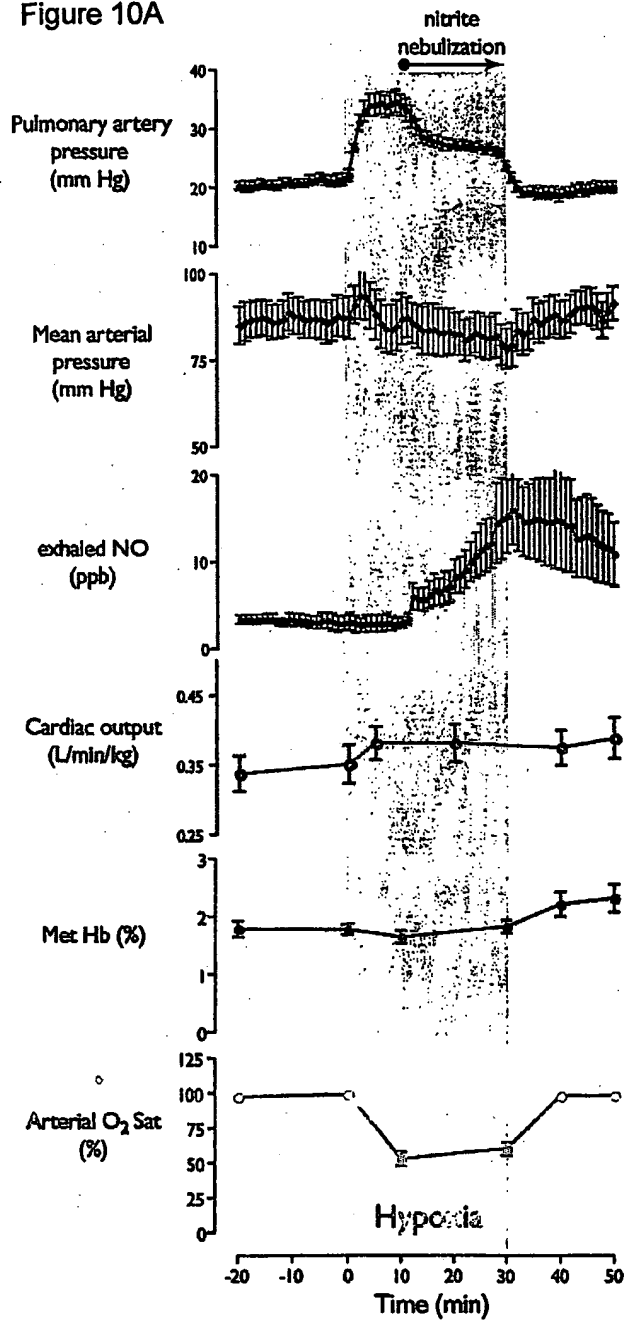 Figure 10A
nitrite
nebulization
Pulmonary artery
pressure
(mm Hg)
40
30
20
10
Mean arterial
pressure
(mm Hg)
100
75
50
exhaled NO
(ppb)
20
10
0
Cardiac output
(L/min/kg)
0.45
0.35
0.25
Met Hb (%)
3
2
1
0
Arterial O2 Sat
(%)
125
100
75
50
25
0
Hypoxia
-20 -10 0 10 20 30 40 50
Time (min)